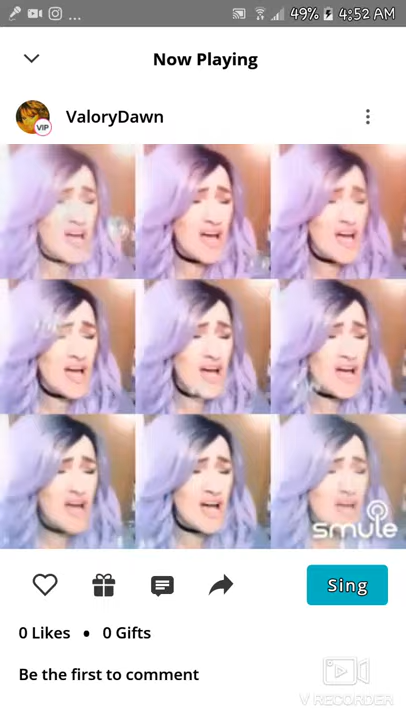 ... 49% 4:52 AM
Now Playing
ValoryDawn
VIP
smule
Sing
0 Likes • 0 Gifts
Be the first to comment
V RECORDER